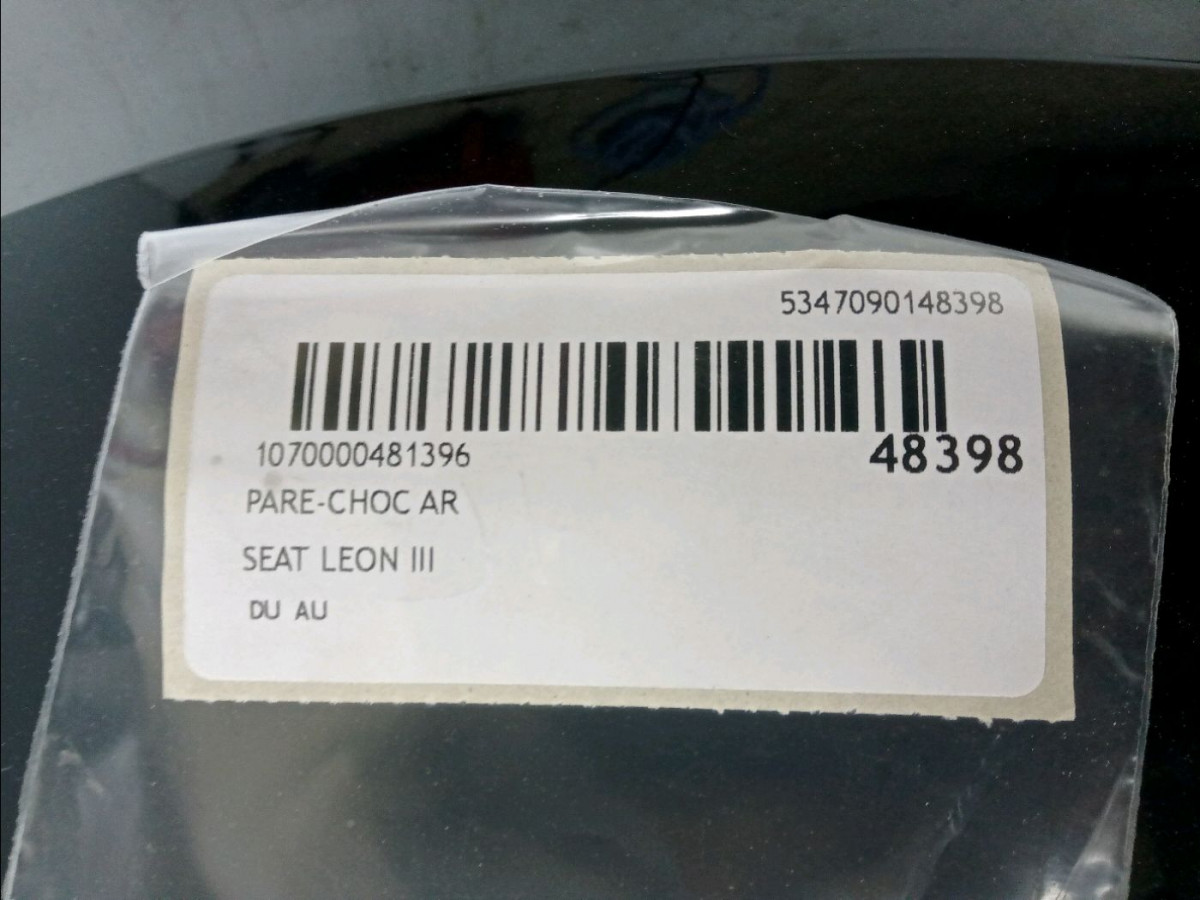 5347090148398
1070000481396
48398
PARE-CHOC AR
SEAT LEON III
DU AU